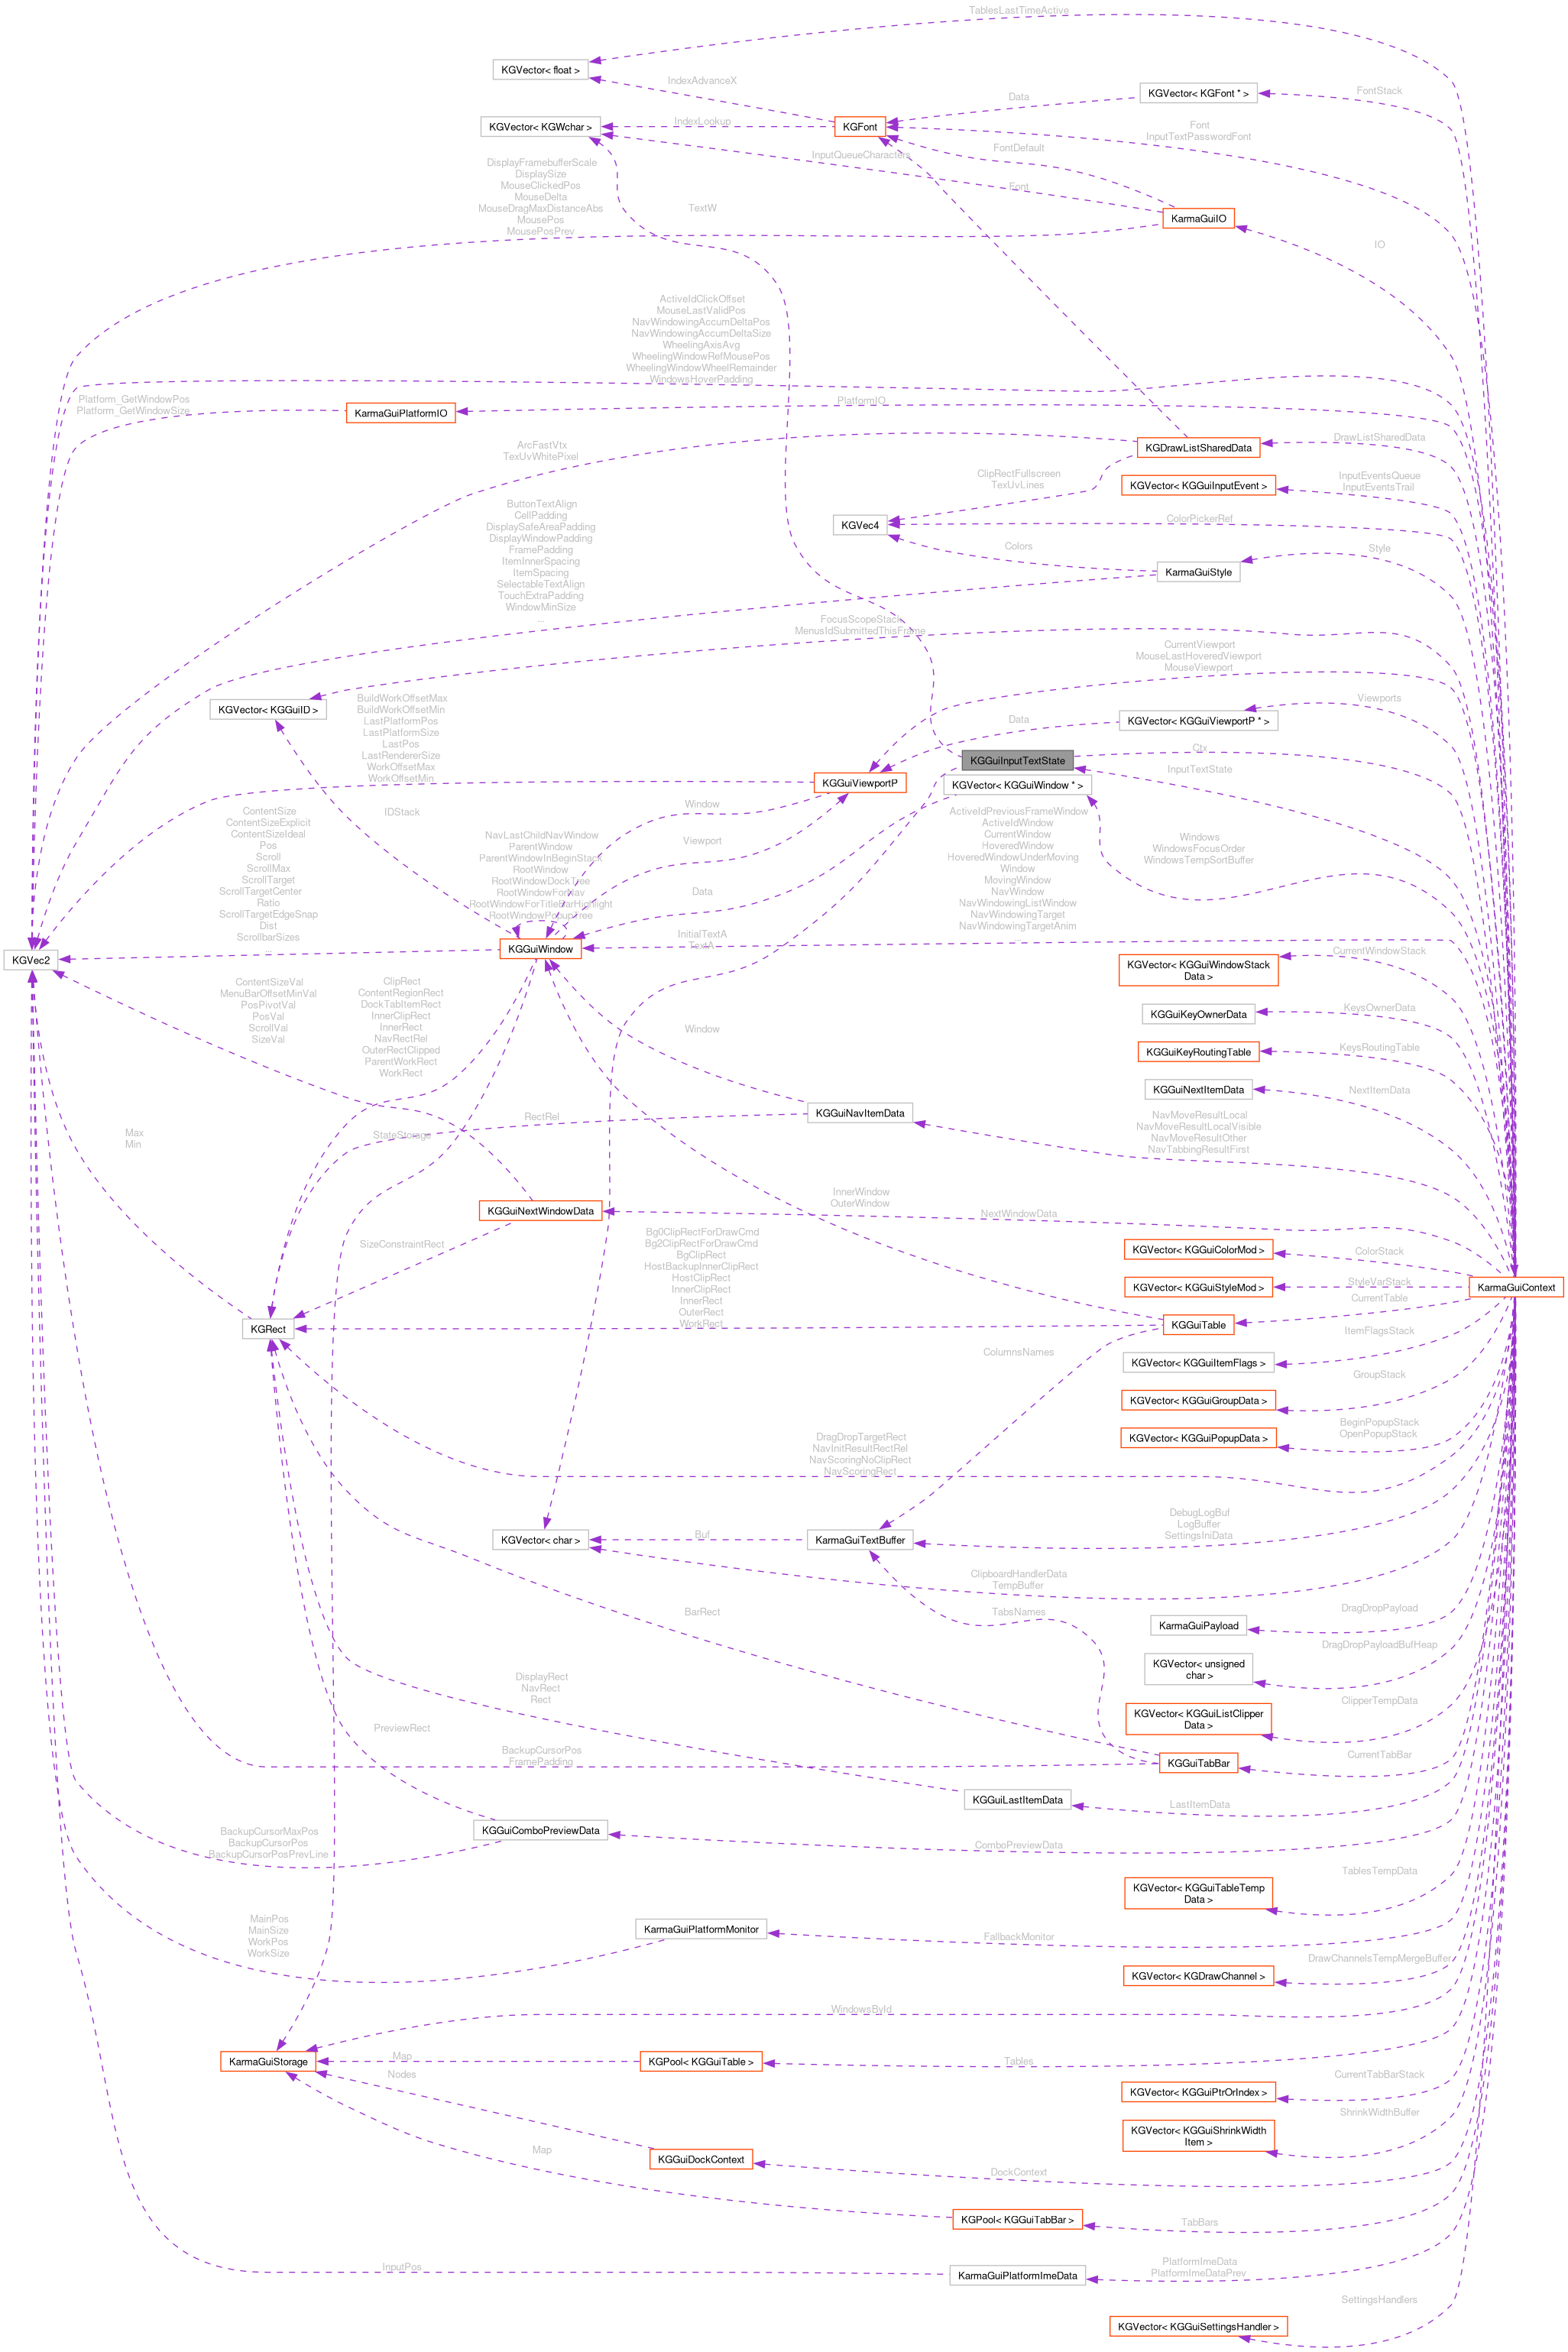 TablesLastTimeActive
KGVector< float >
IndexAdvanceX
KGVector< KGFont * >
FontStack
Data
KGVector< KGWchar >
IndexLookup
KGFont
Font
InputTextPasswordFont
InputQueueCharacters
FontDefault
Font
KarmaGuiIO
IO
DisplayFramebufferScale
DisplaySize
MouseClickedPos
MouseDelta
MouseDragMaxDistanceAbs
MousePos
MousePosPrev
TextW
ActiveIdClickOffset
MouseLastValidPos
NavWindowingAccumDeltaPos
NavWindowingAccumDeltaSize
WheelingAxisAvg
WheelingWindowRefMousePos
WheelingWindowWheelRemainder
WindowsHoverPadding
Platform_GetWindowPos
Platform_GetWindowSize
KarmaGuiPlatformIO
PlatformIO
ArcFastVtx
TexUvWhitePixel
KGDrawListSharedData
DrawListSharedData
ClipRectFullscreen
TexUvLines
KGVector< KGGuiInputEvent >
InputEventsQueue
InputEventsTrail
KGVec4
ColorPickerRef
Colors
KarmaGuiStyle
Style
ButtonTextAlign
CellPadding
DisplaySafeAreaPadding
DisplayWindowPadding
FramePadding
ItemInnerSpacing
ItemSpacing
SelectableTextAlign
TouchExtraPadding
WindowMinSize
...
FocusScopeStack
MenusIdSubmittedThisFrame
CurrentViewport
MouseLastHoveredViewport
MouseViewport
KGVector< KGGuiID >
BuildWorkOffsetMax
BuildWorkOffsetMin
LastPlatformPos
LastPlatformSize
LastPos
LastRendererSize
WorkOffsetMax
WorkOffsetMin
Data
KGVector< KGGuiViewportP * >
Viewports
KGGuiInputTextState
Ctx
InputTextState
KGGuiViewportP
KGVector< KGGuiWindow * >
Window
Viewport
IDStack
ContentSize
ContentSizeExplicit
ContentSizeIdeal
Pos
Scroll
ScrollMax
ScrollTarget
ScrollTargetCenter
Ratio
ScrollTargetEdgeSnap
Dist
ScrollbarSizes
...
NavLastChildNavWindow
ParentWindow
ParentWindowInBeginStack
RootWindow
RootWindowDockTree
RootWindowForNav
RootWindowForTitleBarHighlight
RootWindowPopupTree
Data
InitialTextA
TextA
ActiveIdPreviousFrameWindow
ActiveIdWindow
CurrentWindow
HoveredWindow
HoveredWindowUnderMoving
Window
MovingWindow
NavWindow
NavWindowingListWindow
NavWindowingTarget
NavWindowingTargetAnim
...
Windows
WindowsFocusOrder
WindowsTempSortBuffer
KGVec2
KGGuiWindow
KGVector< KGGuiWindowStack
Data >
CurrentWindowStack
ContentSizeVal
MenuBarOffsetMinVal
PosPivotVal
PosVal
ScrollVal
SizeVal
ClipRect
ContentRegionRect
DockTabItemRect
InnerClipRect
InnerRect
NavRectRel
OuterRectClipped
ParentWorkRect
WorkRect
KGGuiKeyOwnerData
KeysOwnerData
Window
KGGuiKeyRoutingTable
KeysRoutingTable
KGGuiNextItemData
NextItemData
KGGuiNavItemData
NavMoveResultLocal
NavMoveResultLocalVisible
NavMoveResultOther
NavTabbingResultFirst
RectRel
StateStorage
Max
Min
KGGuiNextWindowData
InnerWindow
OuterWindow
NextWindowData
SizeConstraintRect
Bg0ClipRectForDrawCmd
Bg2ClipRectForDrawCmd
BgClipRect
HostBackupInnerClipRect
HostClipRect
InnerClipRect
InnerRect
OuterRect
WorkRect
KGVector< KGGuiColorMod >
ColorStack
KGVector< KGGuiStyleMod >
StyleVarStack
KarmaGuiContext
KGRect
KGGuiTable
CurrentTable
ColumnsNames
KGVector< KGGuiItemFlags >
ItemFlagsStack
KGVector< KGGuiGroupData >
GroupStack
KGVector< KGGuiPopupData >
BeginPopupStack
OpenPopupStack
DragDropTargetRect
NavInitResultRectRel
NavScoringNoClipRect
NavScoringRect
KGVector< char >
Buf
KarmaGuiTextBuffer
DebugLogBuf
LogBuffer
SettingsIniData
ClipboardHandlerData
TempBuffer
BarRect
TabsNames
KarmaGuiPayload
DragDropPayload
KGVector< unsigned
char >
DragDropPayloadBufHeap
DisplayRect
NavRect
Rect
KGVector< KGGuiListClipper
Data >
ClipperTempData
PreviewRect
BackupCursorPos
FramePadding
KGGuiTabBar
CurrentTabBar
KGGuiLastItemData
LastItemData
KGGuiComboPreviewData
ComboPreviewData
BackupCursorMaxPos
BackupCursorPos
BackupCursorPosPrevLine
KGVector< KGGuiTableTemp
Data >
TablesTempData
MainPos
MainSize
WorkPos
WorkSize
KarmaGuiPlatformMonitor
FallbackMonitor
KGVector< KGDrawChannel >
DrawChannelsTempMergeBuffer
WindowsById
KarmaGuiStorage
Map
KGPool< KGGuiTable >
Tables
Nodes
KGVector< KGGuiPtrOrIndex >
CurrentTabBarStack
KGVector< KGGuiShrinkWidth
Item >
ShrinkWidthBuffer
Map
KGGuiDockContext
DockContext
KGPool< KGGuiTabBar >
TabBars
InputPos
KarmaGuiPlatformImeData
PlatformImeData
PlatformImeDataPrev
KGVector< KGGuiSettingsHandler >
SettingsHandlers